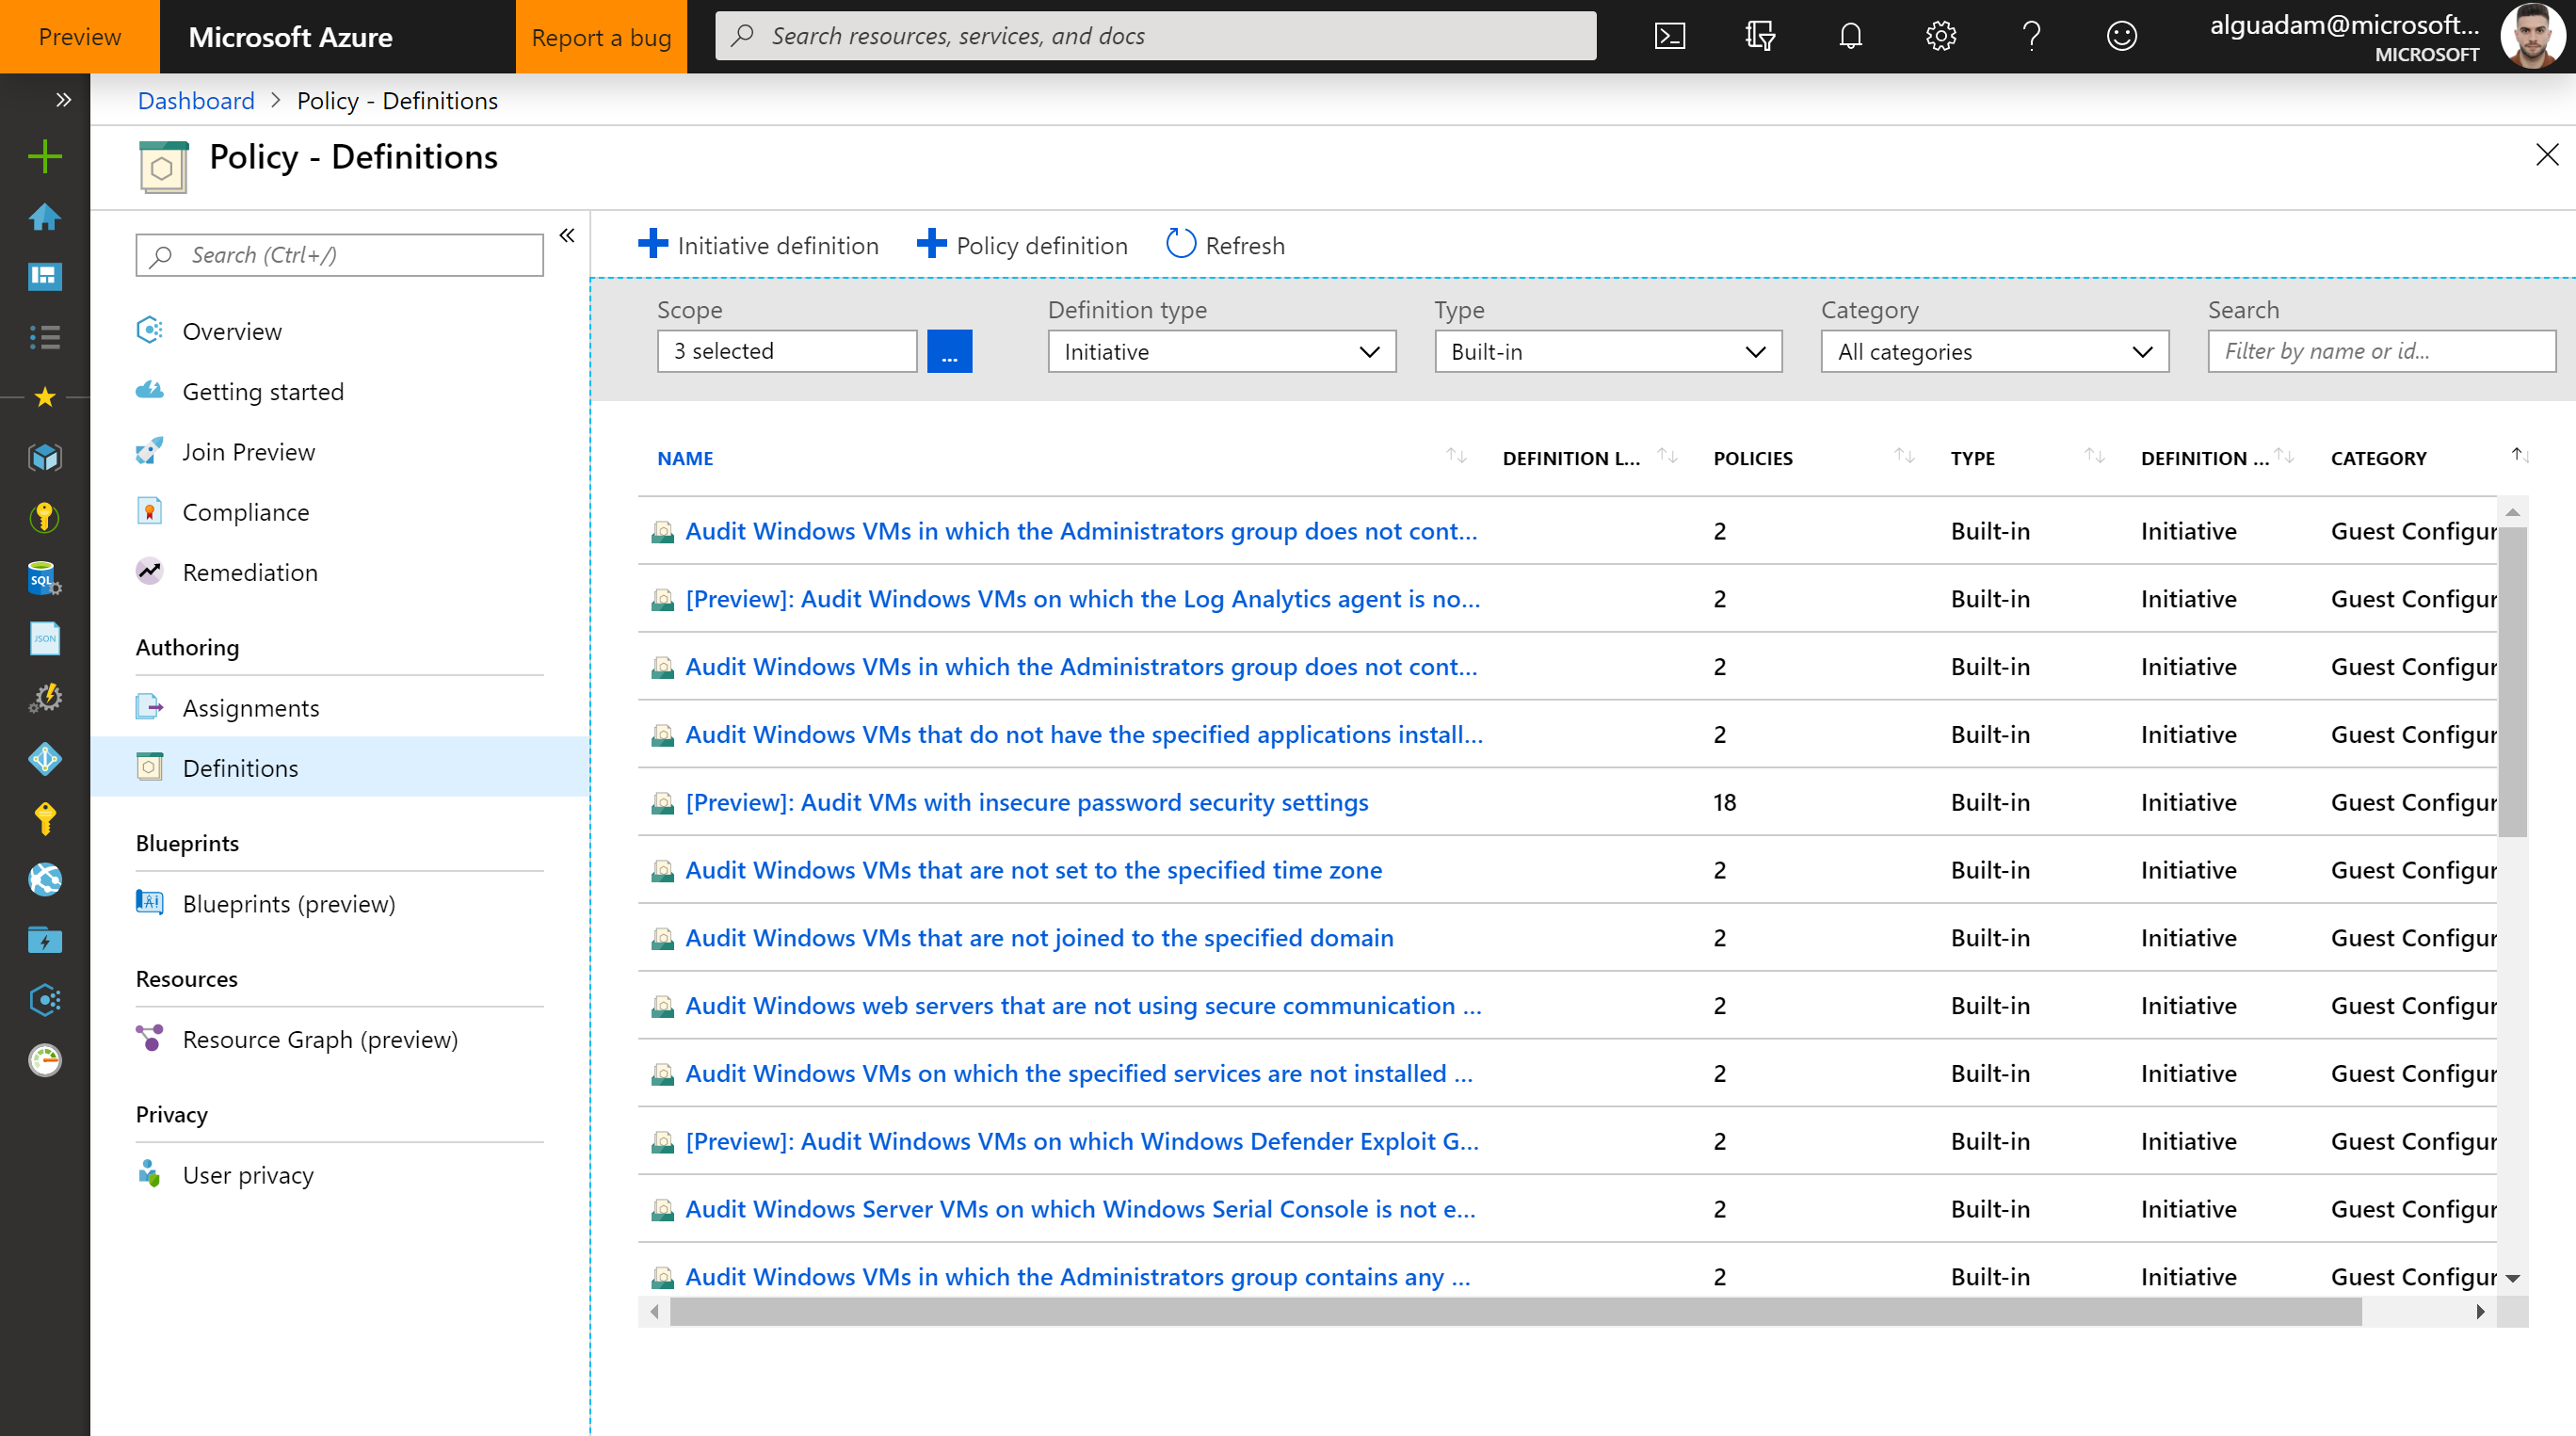 Preview
Microsoft Azure
Report a bug
Search resources, services, and docs
alguadam@microsoft...
MICROSOFT
Dashboard > Policy - Definitions
Policy - Definitions
Search (Ctrl+/)
Overview
Getting started
Join Preview
Compliance
Remediation
Authoring
Assignments
Definitions
Blueprints
Blueprints (preview)
Resources
Resource Graph (preview)
Privacy
User privacy
Initiative definition
Policy definition
Refresh
Scope
3 selected
...
Definition type
Initiative
Type
Built-in
Category
All categories
Search
Filter by name or id...
NAME DEFINITION L... POLICIES TYPE DEFINITION ... CATEGORY
Audit Windows VMs in which the Administrators group does not cont... 2 Built-in Initiative Guest Configur
[Preview]: Audit Windows VMs on which the Log Analytics agent is no... 2 Built-in Initiative Guest Configur
Audit Windows VMs in which the Administrators group does not cont... 2 Built-in Initiative Guest Configur
Audit Windows VMs that do not have the specified applications install... 2 Built-in Initiative Guest Configur
[Preview]: Audit VMs with insecure password security settings 18 Built-in Initiative Guest Configur
Audit Windows VMs that are not set to the specified time zone 2 Built-in Initiative Guest Configur
Audit Windows VMs that are not joined to the specified domain 2 Built-in Initiative Guest Configur
Audit Windows web servers that are not using secure communication ... 2 Built-in Initiative Guest Configur
Audit Windows VMs on which the specified services are not installed ... 2 Built-in Initiative Guest Configur
[Preview]: Audit Windows VMs on which Windows Defender Exploit G... 2 Built-in Initiative Guest Configur
Audit Windows Server VMs on which Windows Serial Console is not e... 2 Built-in Initiative Guest Configur
Audit Windows VMs in which the Administrators group contains any ... 2 Built-in Initiative Guest Configur
SQL
JSON